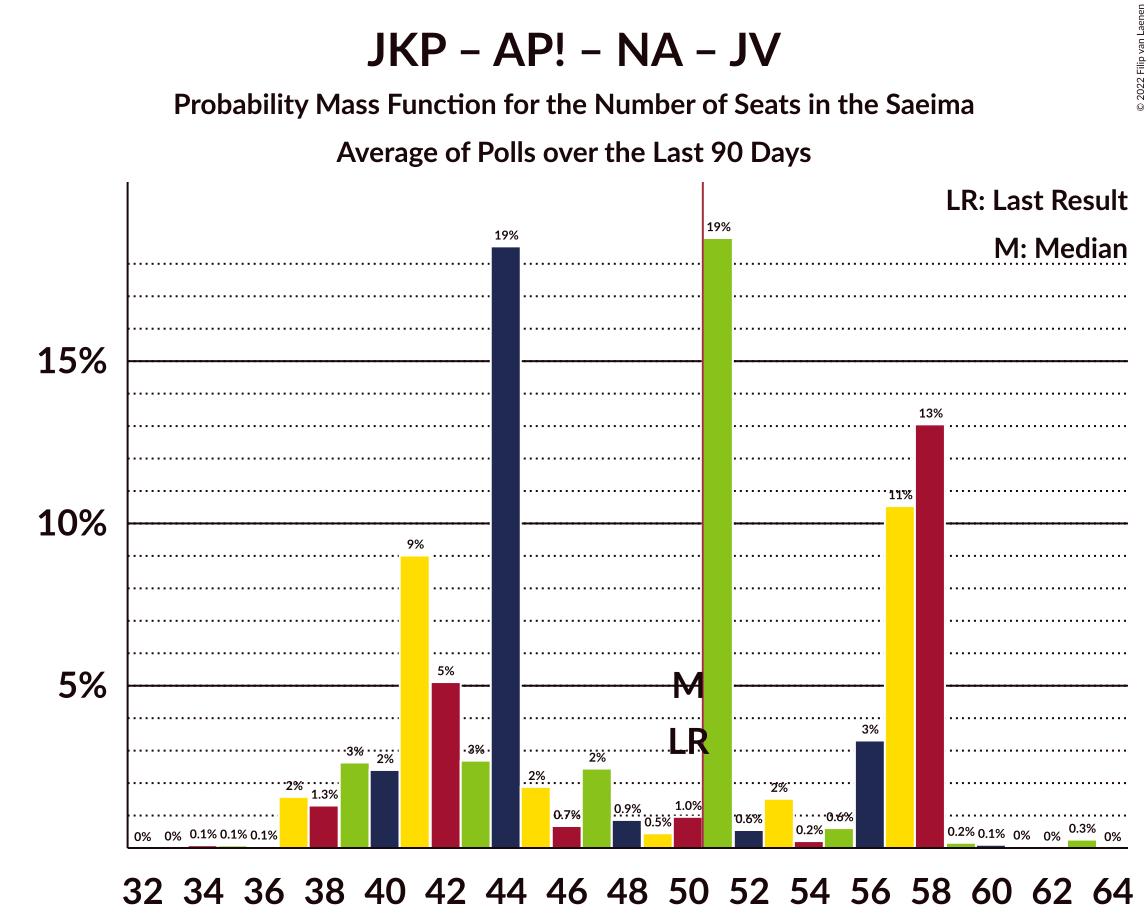 JKP – AP! – NA – JV
Probability Mass Function for the Number of Seats in the Saeima
Average of Polls over the Last 90 Days
© 2022 Filip van Laenen
LR: Last Result
M: Median
15%
10%
5%
0% 0% 0.1% 0.1% 0.1% 2% 1.3% 3% 2% 9% 5% 3% 19% 2% 0.7% 2% 0.9% 0.5% 1.0% 19% 0.6% 2% 0.2% 0.6% 3% 11% 13% 0.2% 0.1% 0% 0% 0.3% 0%
M
LR
32 34 36 38 40 42 44 46 48 50 52 54 56 58 60 62 64